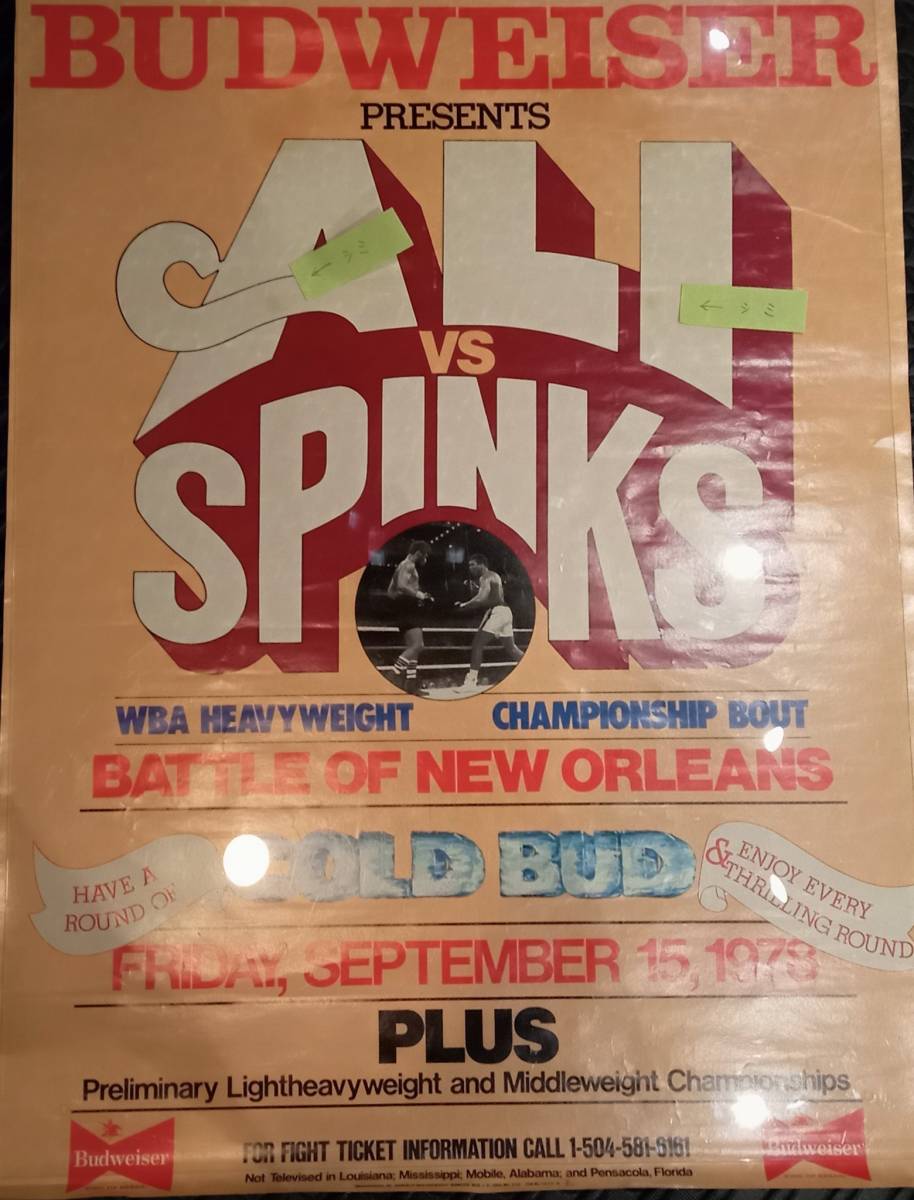 BUDWEISER
PRESENTS
ALI
VS
SPINKS
WBA HEAVYWEIGHT CHAMPIONSHIP BOUT
BATTLE OF NEW ORLEANS
HAVE A
ROUND OF
COLD BUD
& ENJOY EVERY
THRILLING ROUND
FRIDAY, SEPTEMBER 15, 1978
PLUS
Preliminary Lightheavyweight and Middleweight Championships
Budweiser
FOR FIGHT TICKET INFORMATION CALL 1-504-581-6161
Not Televised in Louisiana; Mississippi; Mobile, Alabama; and Pensacola, Florida
Budweiser